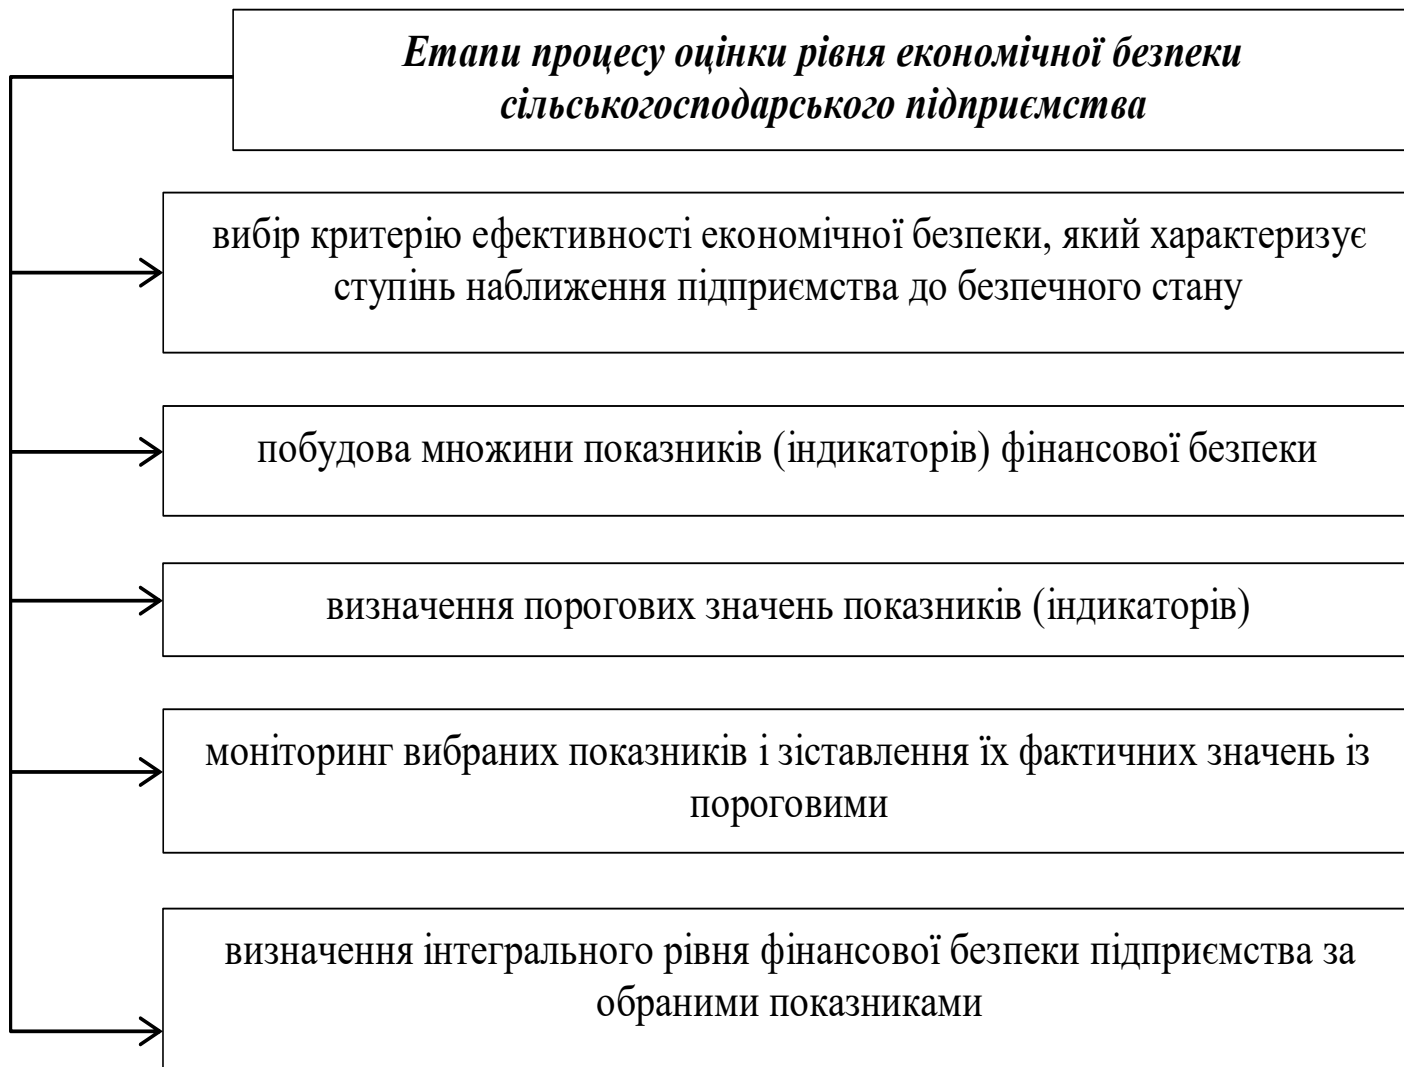 Етапи процесу оцінки рівня економічної безпеки
сільськогосподарського підприємства
вибір критерію ефективності економічної безпеки, який характеризує
ступінь наближення підприємства до безпечного стану
побудова множини показників (індикаторів) фінансової безпеки
визначення порогових значень показників (індикаторів)
моніторинг вибраних показників і зіставлення їх фактичних значень із
пороговими
визначення інтегрального рівня фінансової безпеки підприємства за
обраними показниками